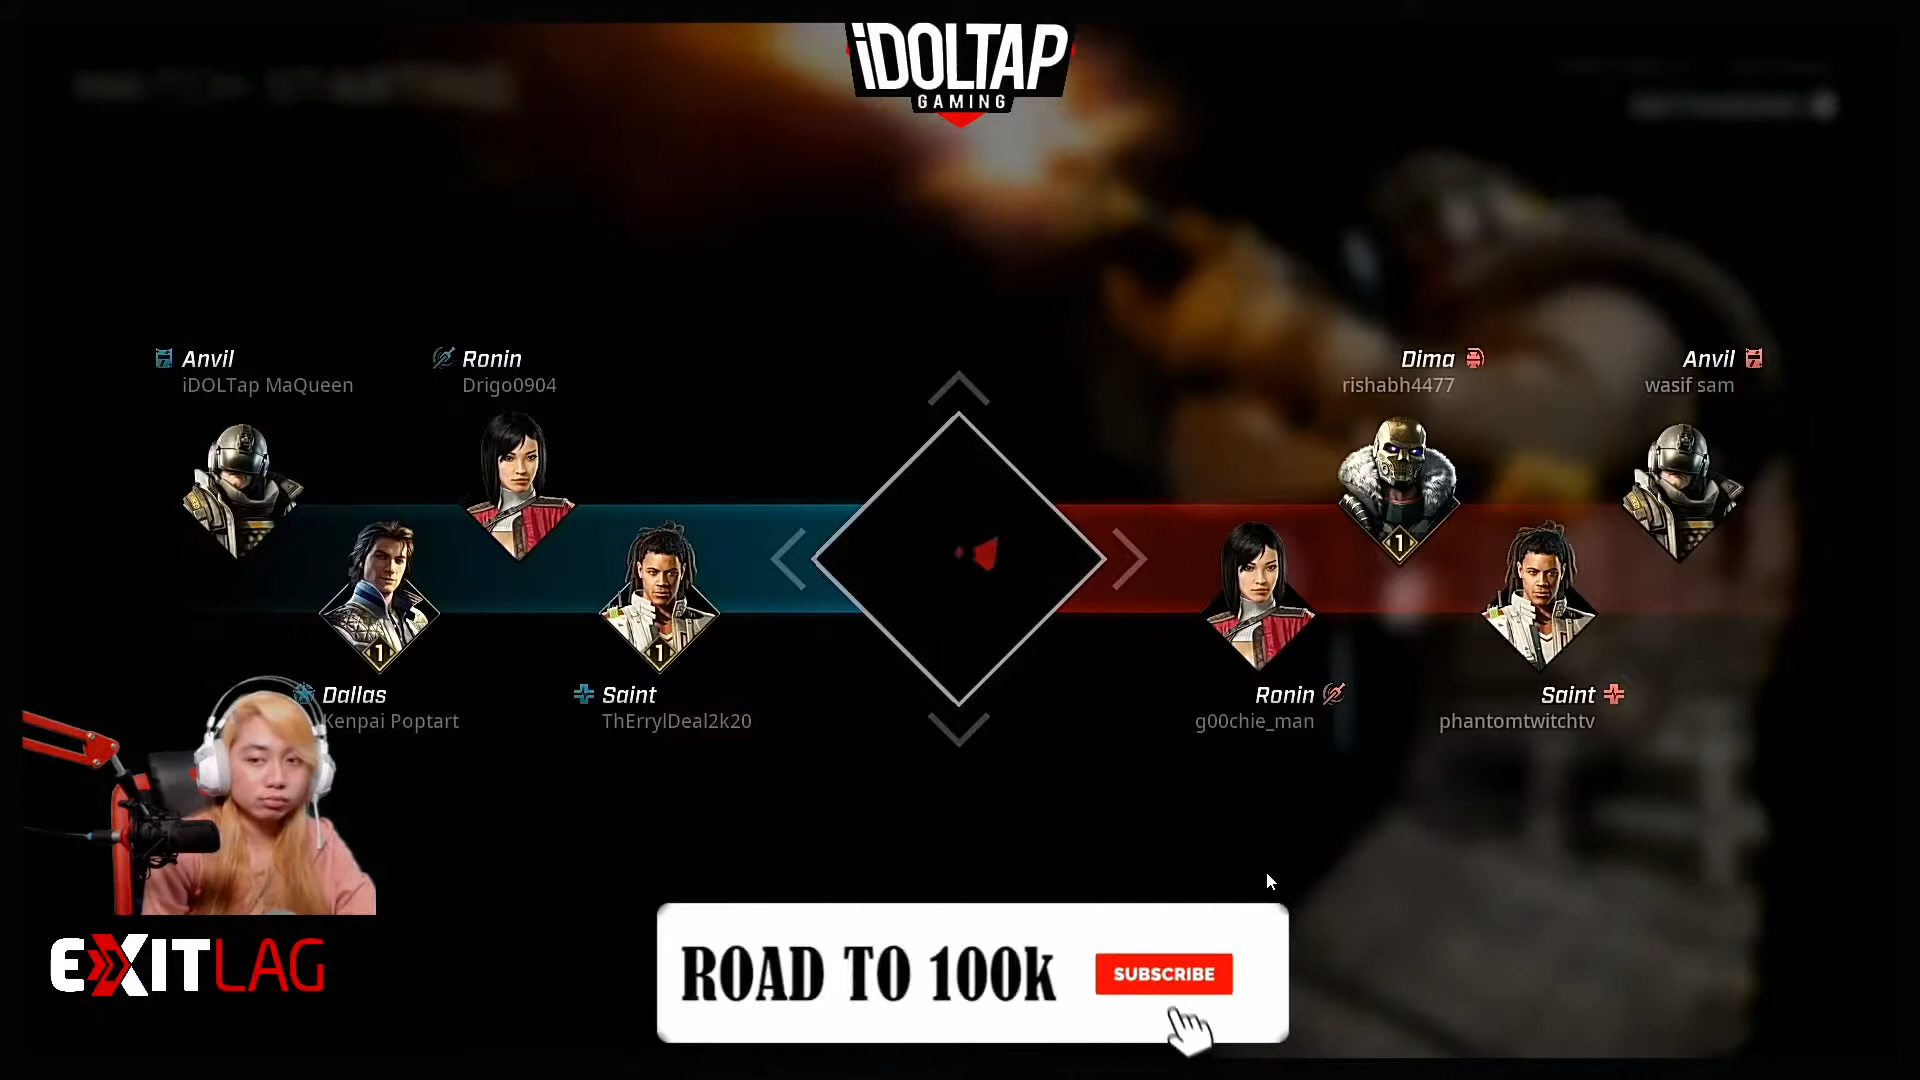 iDOLTAP
GAMING
Anvil
iDOLTap MaQueen
Ronin
Drigo0904
Dima
rishabh4477
Anvil
wasif sam
1
1
1
Dallas
Kenpai Poptart
Saint
ThErrylDeal2k20
Ronin
g00chie_man
Saint
phantomtwitchtv
EXITLAG
ROAD TO 100k
SUBSCRIBE